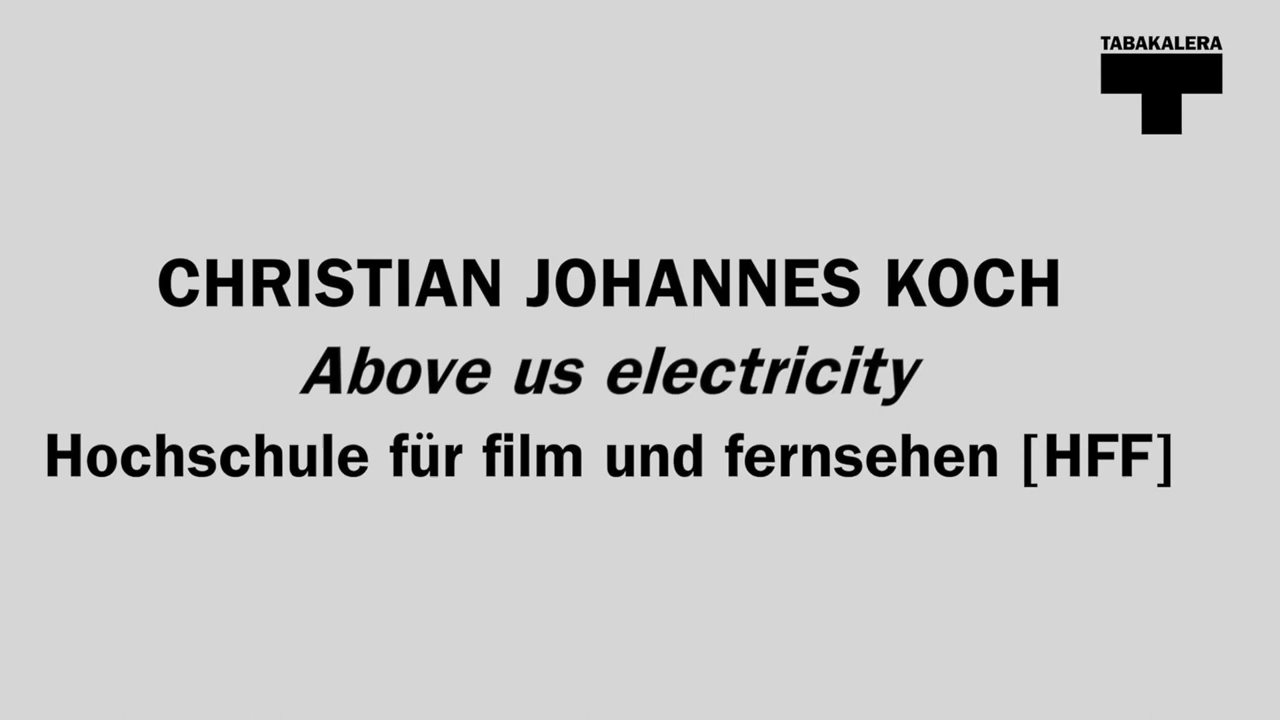 TABAKALERA
CHRISTIAN JOHANNES KOCH
Above us electricity
Hochschule für film und fernsehen [HFF]